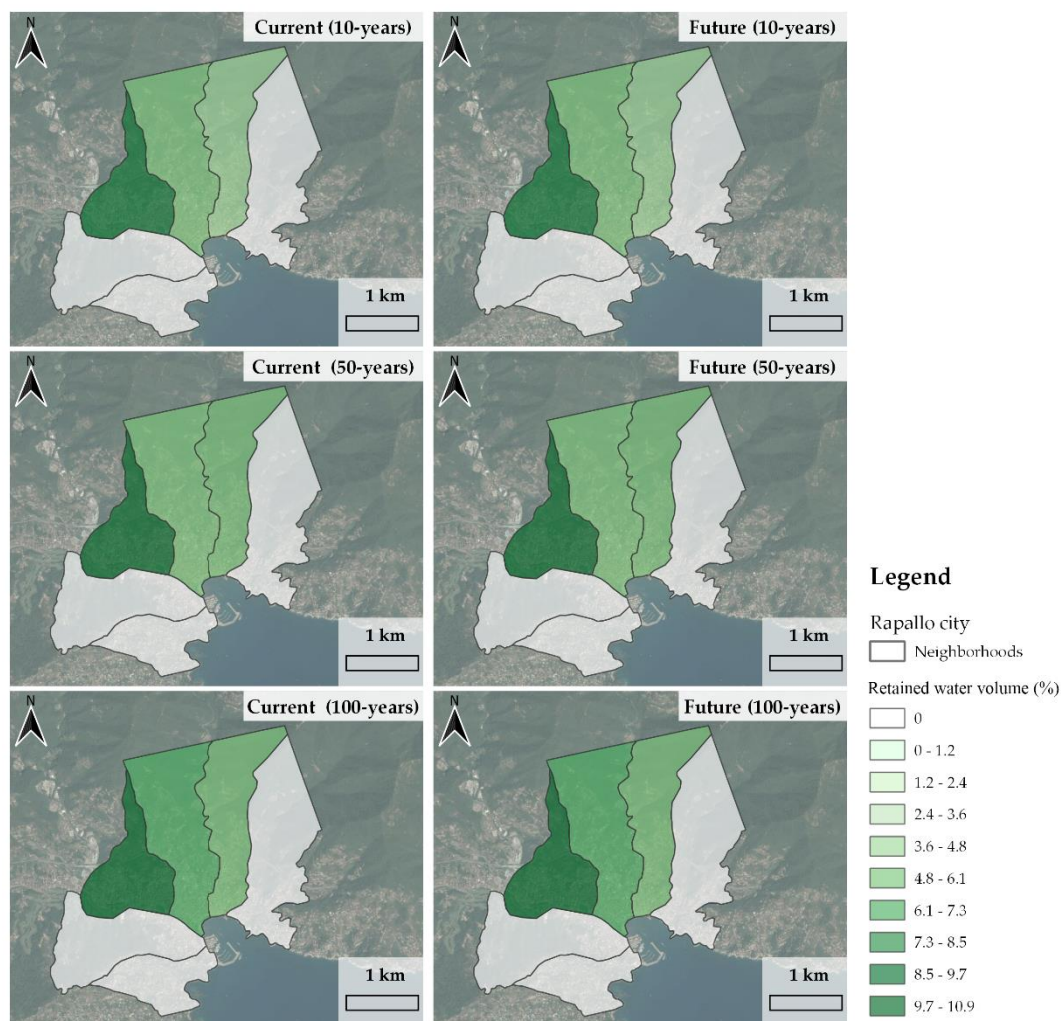 N
Current (10-years)
1 km
N
Future (10-years)
1 km
N
Current (50-years)
1 km
N
Future (50-years)
1 km
N
Current (100-years)
1 km
N
Future (100-years)
1 km
Legend
Rapallo city
Neighborhoods
Retained water volume (%)
0
0 - 1.2
1.2 - 2.4
2.4 - 3.6
3.6 - 4.8
4.8 - 6.1
6.1 - 7.3
7.3 - 8.5
8.5 - 9.7
9.7 - 10.9